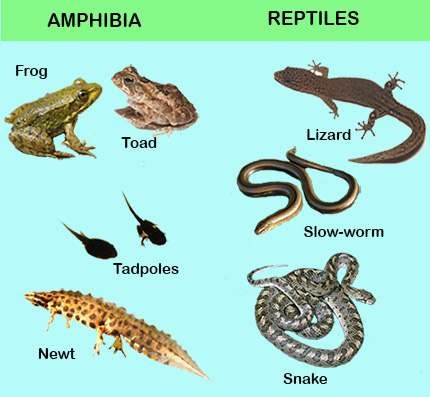 AMPHIBIA
REPTILES
Frog
Toad
Tadpoles
Newt
Lizard
Slow-worm
Snake